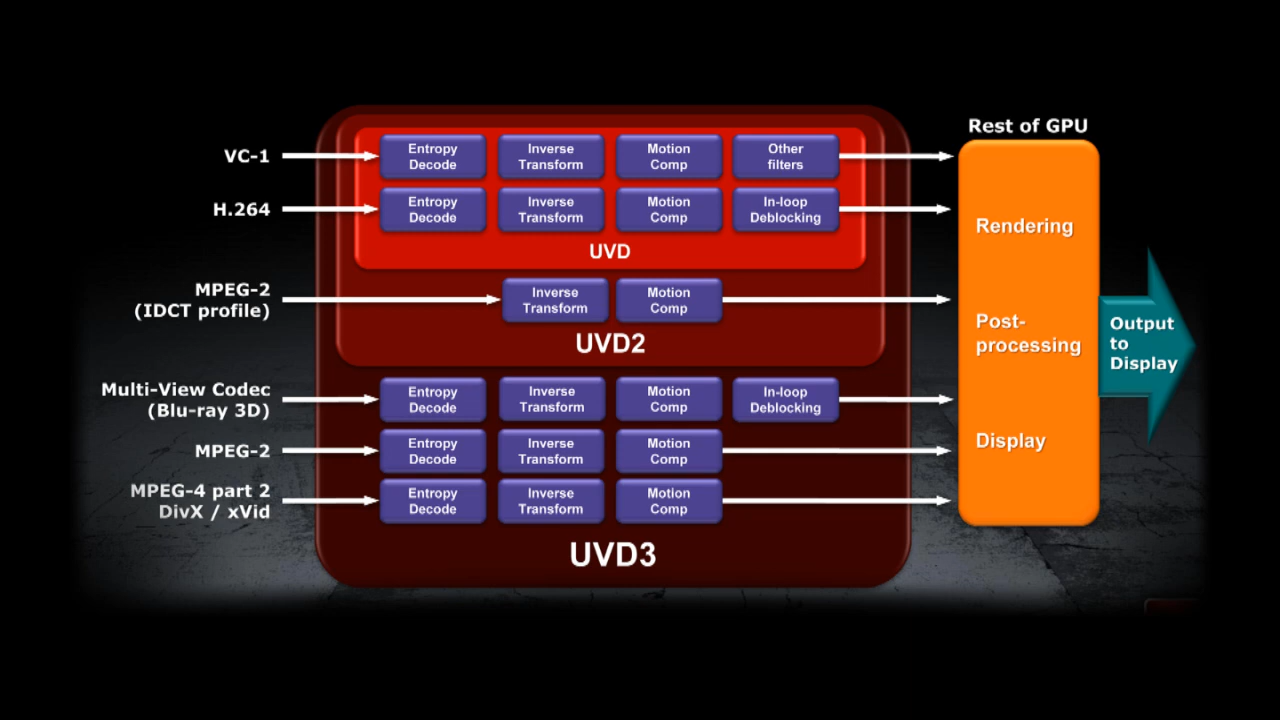 Rest of GPU
VC-1
Entropy
Decode
Inverse
Transform
Motion
Comp
Other
filters
H.264
Entropy
Decode
Inverse
Transform
Motion
Comp
In-loop
Deblocking
UVD
MPEG-2
(IDCT profile)
Inverse
Transform
Motion
Comp
UVD2
Multi-View Codec
(Blu-ray 3D)
Entropy
Decode
Inverse
Transform
Motion
Comp
In-loop
Deblocking
MPEG-2
Entropy
Decode
Inverse
Transform
Motion
Comp
MPEG-4 part 2
DivX / xVid
Entropy
Decode
Inverse
Transform
Motion
Comp
UVD3
Rendering
Post-
processing
Display
Output
to
Display